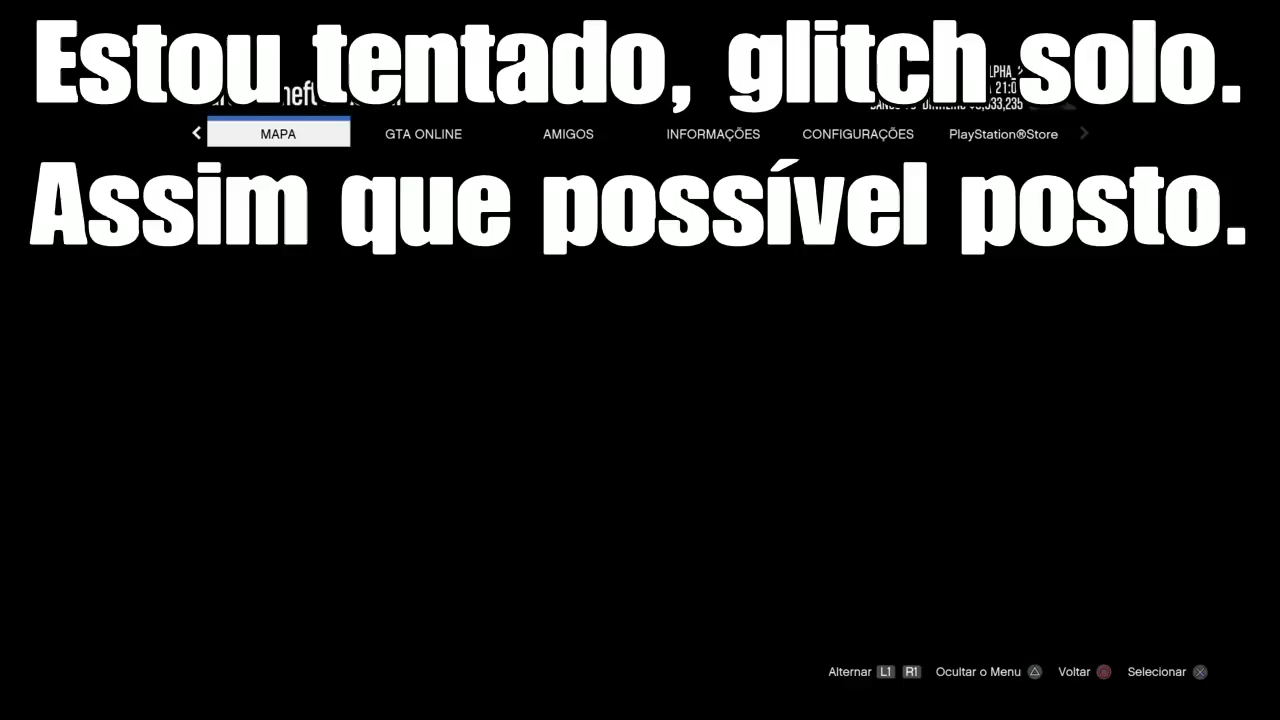 Estou tentado, glitch solo.
MAPA GTA ONLINE AMIGOS INFORMAÇÕES CONFIGURAÇÕES PlayStation®Store
Assim que possível posto.
Alternar L1 R1 Ocultar o Menu Voltar Selecionar